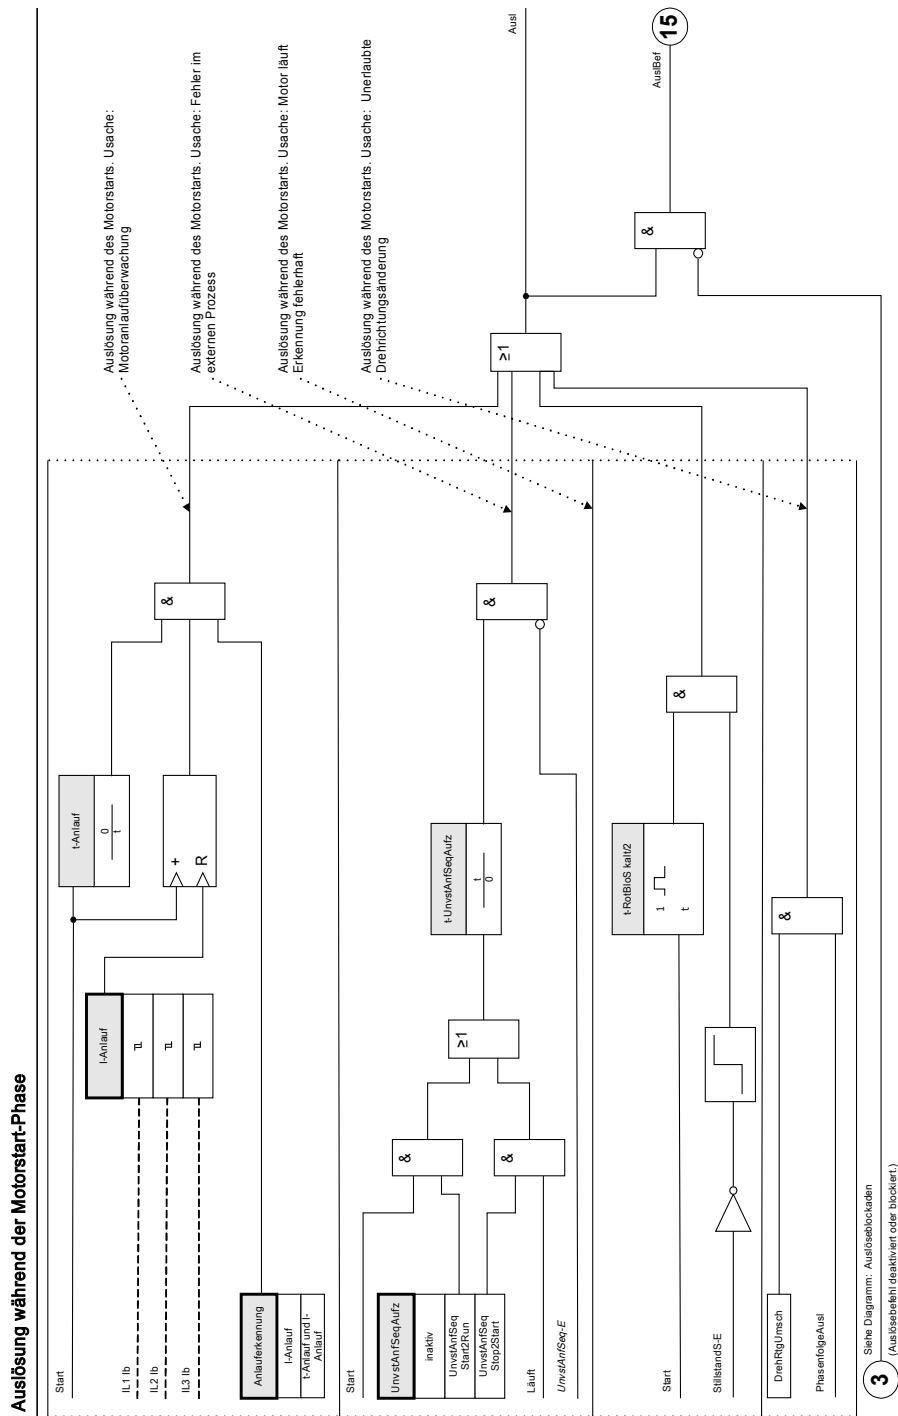 Auslösung während der Motorstart-Phase
Start
IL1 Ib
IL2 Ib
IL3 Ib
I-Anlauf
t-Anlauf
0
t
+
R
&
Anlauferkennung
I-Anlauf
t-Anlauf und I-
Anlauf
Auslösung während des Motorstarts. Usache:
Motoranlaufüberwachung
Start
UnvstAnfSeqAufz
inaktiv
UnvstAnfSeq
Start2Run
UnvstAnfSeq
Stop2Start
Läuft
UnvstAnfSeq-E
&
&
≥1
t-UnvstAnfSeqAufz
t
0
&
Auslösung während des Motorstarts. Usache: Fehler im
externen Prozess
Start
StillstandS-E
t-RotBloS kalt/2
1
t
&
Auslösung während des Motorstarts. Usache: Motor läuft
Erkennung fehlerhaft
DrehRtgUmsch
PhasenfolgeAusl
&
Auslösung während des Motorstarts. Usache: Unerlaubte
Drehrichtungsänderung
≥1
Ausl
&
AuslBef
15
3
Siehe Diagramm: Auslöseblockaden
(Auslösebefehl deaktiviert oder blockiert.)